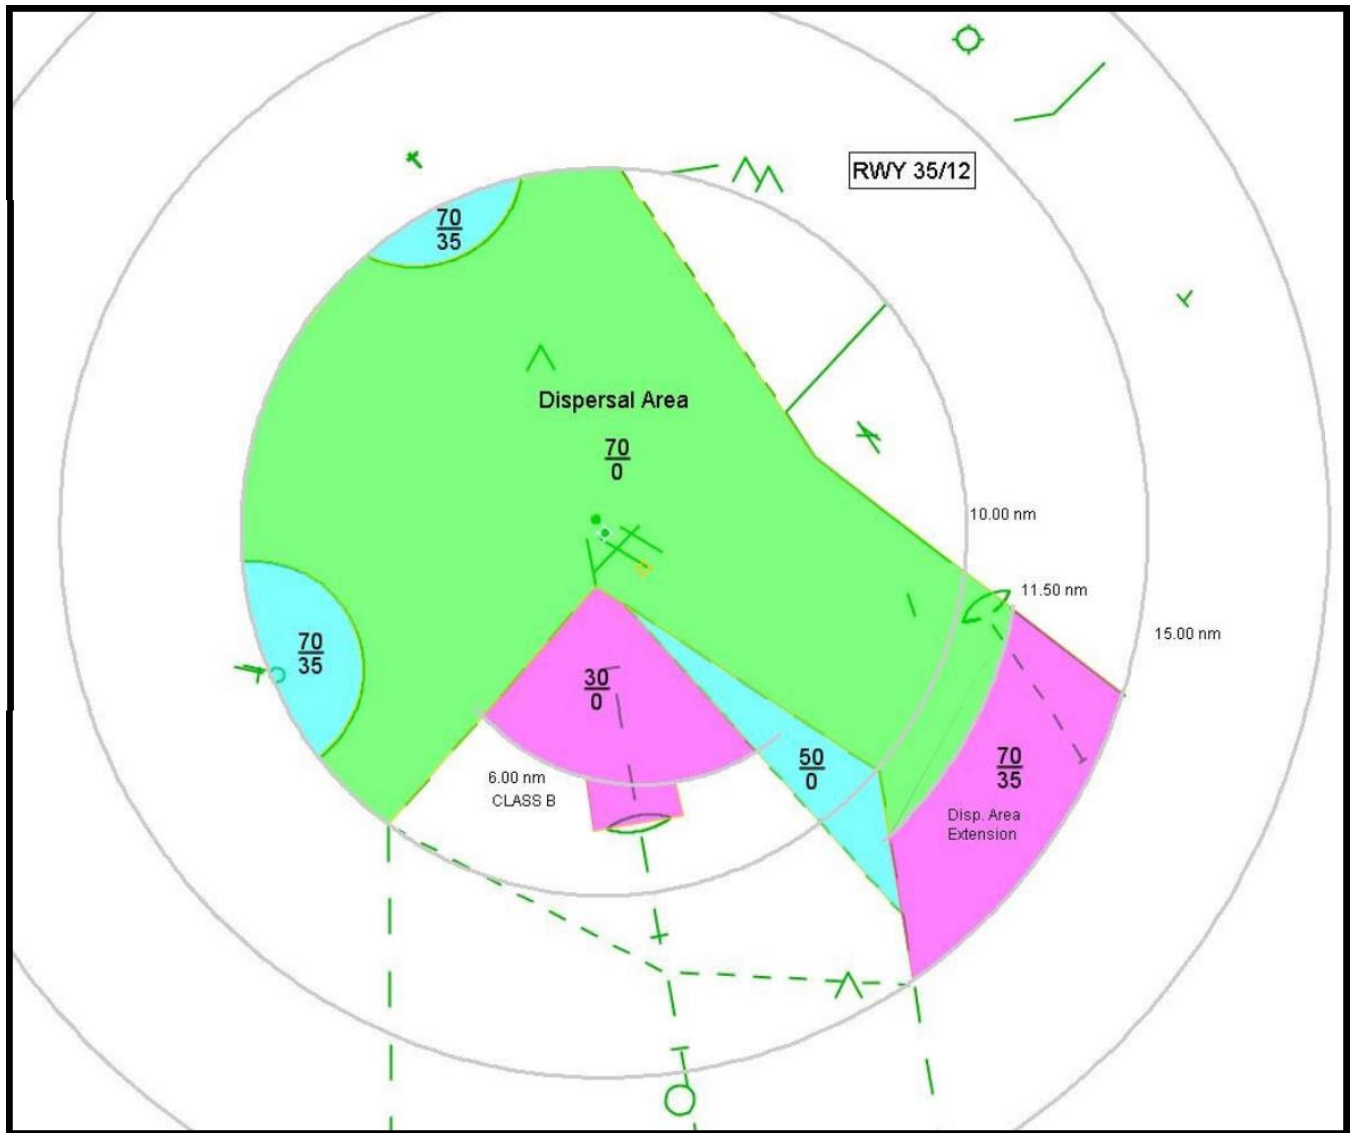 RWY 35/12
70
35
Dispersal Area
70
0
10.00 nm
11.50 nm
15.00 nm
70
35
30
0
6.00 nm
CLASS B
50
0
70
35
Disp. Area
Extension